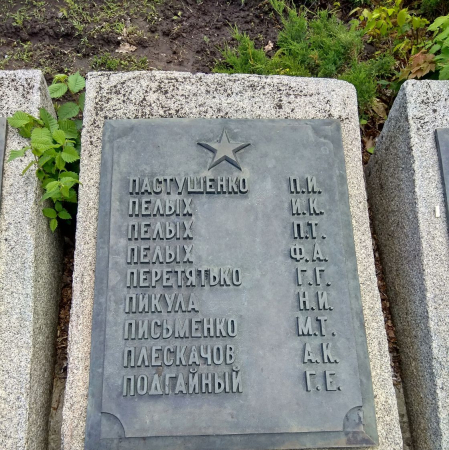 ПАСТУШЕНКО П.И.
ПЕЛЫХ И.К.
ПЕЛЫХ П.Т.
ПЕЛЫХ Ф.А.
ПЕРЕТЯТЬКО Г.Г.
ПИКУЛА Н.И.
ПИСЬМЕНКО М.Т.
ПЛЕСКАЧОВ А.К.
ПОДГАЙНЫЙ Г.Е.